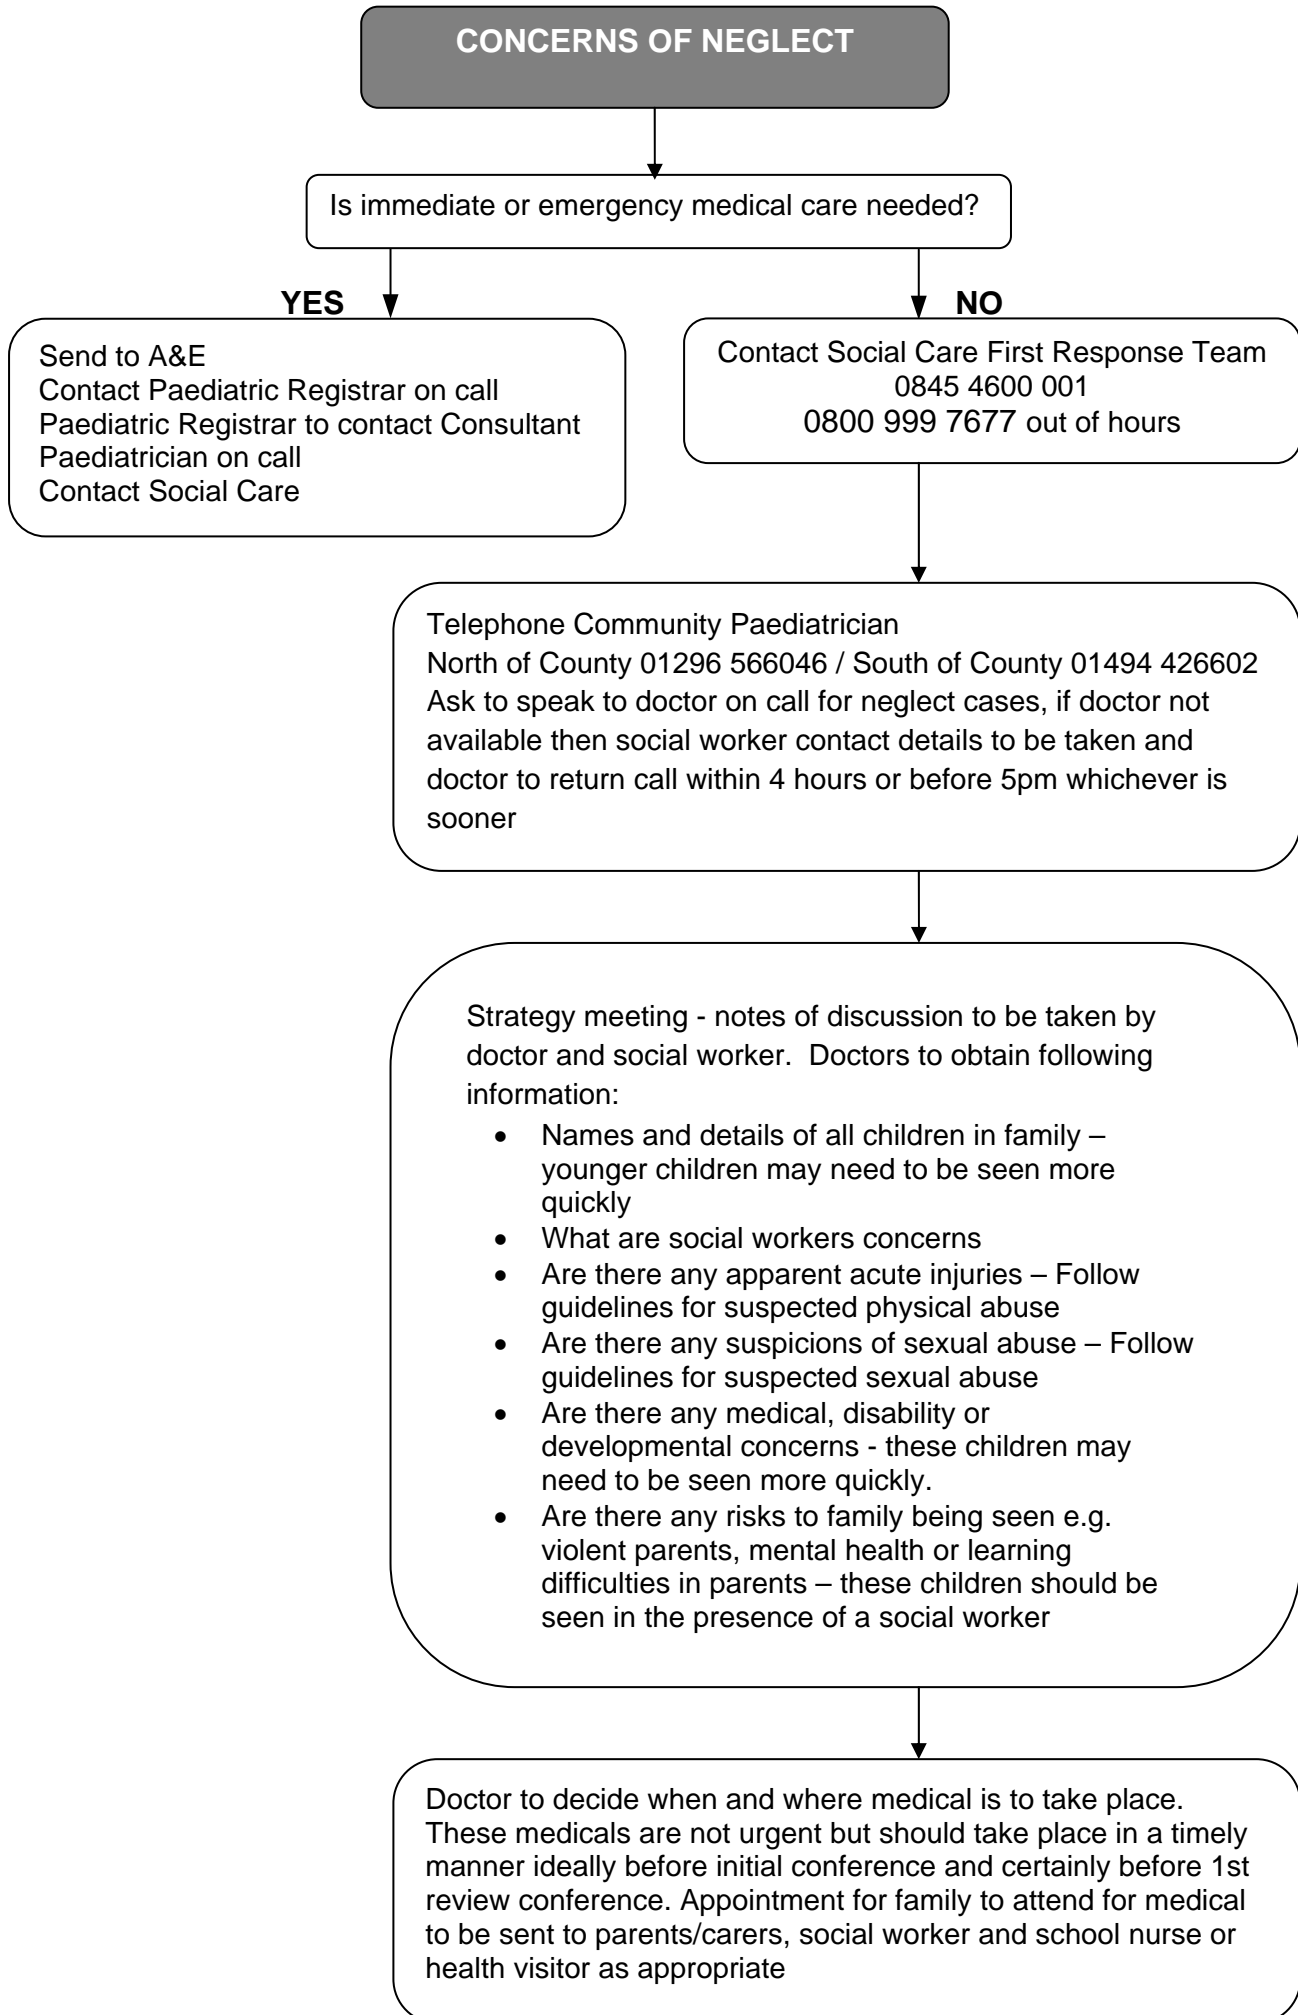 CONCERNS OF NEGLECT
Is immediate or emergency medical care needed?
YES
NO
Send to A&E
Contact Paediatric Registrar on call
Paediatric Registrar to contact Consultant
Paediatrician on call
Contact Social Care
Contact Social Care First Response Team
0845 4600 001
0800 999 7677 out of hours
Telephone Community Paediatrician
North of County 01296 566046 / South of County 01494 426602
Ask to speak to doctor on call for neglect cases, if doctor not
available then social worker contact details to be taken and
doctor to return call within 4 hours or before 5pm whichever is
sooner
Strategy meeting - notes of discussion to be taken by
doctor and social worker.  Doctors to obtain following
information:
• Names and details of all children in family –
younger children may need to be seen more
quickly
• What are social workers concerns
• Are there any apparent acute injuries – Follow
guidelines for suspected physical abuse
• Are there any suspicions of sexual abuse – Follow
guidelines for suspected sexual abuse
• Are there any medical, disability or
developmental concerns - these children may
need to be seen more quickly.
• Are there any risks to family being seen e.g.
violent parents, mental health or learning
difficulties in parents – these children should be
seen in the presence of a social worker
Doctor to decide when and where medical is to take place.
These medicals are not urgent but should take place in a timely
manner ideally before initial conference and certainly before 1st
review conference. Appointment for family to attend for medical
to be sent to parents/carers, social worker and school nurse or
health visitor as appropriate